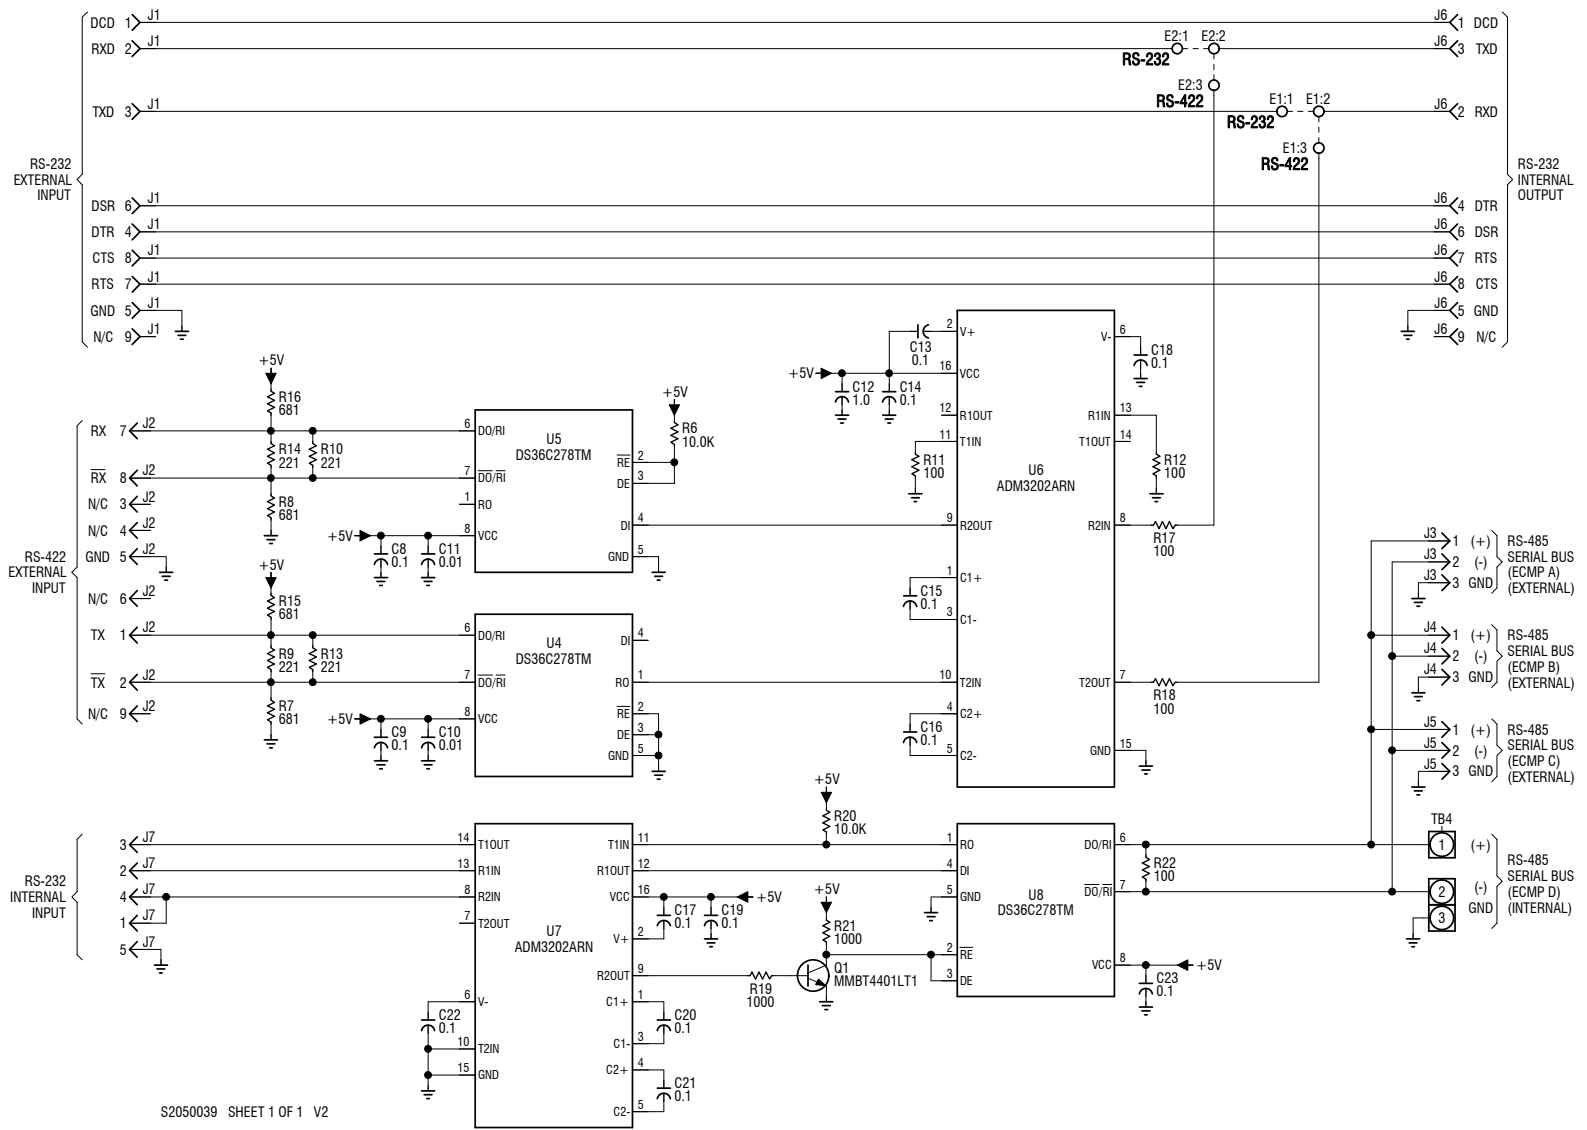 DCD 1 J1
RXD 2 J1
TXD 3 J1
RS-232
EXTERNAL
INPUT
DSR 6 J1
DTR 4 J1
CTS 8 J1
RTS 7 J1
GND 5 J1
N/C 9 J1
E2:1 E2:2
RS-232
E2:3
RS-422
E1:1 E1:2
RS-232
E1:3
RS-422
J6 1 DCD
J6 3 TXD
J6 2 RXD
RS-232
INTERNAL
OUTPUT
J6 4 DTR
J6 6 DSR
J6 7 RTS
J6 8 CTS
J6 5 GND
J6 9 N/C
RX 7 J2
RX 8 J2
N/C 3 J2
N/C 4 J2
GND 5 J2
RS-422
EXTERNAL
INPUT
N/C 6 J2
TX 1 J2
TX 2 J2
N/C 9 J2
+5V
R16
681
R14
221
R10
221
R8
681
+5V
R15
681
R9
221
R13
221
R7
681
+5V
C8
0.1
C11
0.01
6 DO/RI
7 DO/RI
1 RO
8 VCC
U5
DS36C278TM
RE 2
DE 3
DI 4
GND 5
+5V
R6
10.0K
+5V
C9
0.1
C10
0.01
6 DO/RI
7 DO/RI
8 VCC
U4
DS36C278TM
DI 4
RO 1
RE 2
DE 3
GND 5
+5V
C12
1.0
C13
0.1
C14
0.1
R11
100
C15
0.1
C16
0.1
2 V+
16 VCC
12 R1OUT
11 T1IN
9 R2OUT
1 C1+
3 C1-
10 T2IN
4 C2+
5 C2-
U6
ADM3202ARN
V- 6
R1IN 13
T1OUT 14
R2IN 8
T2OUT 7
GND 15
C18
0.1
R12
100
R17
100
R18
100
J3 1 (+)
J3 2 (-)
J3 3 GND
RS-485
SERIAL BUS
(ECMP A)
(EXTERNAL)
J4 1 (+)
J4 2 (-)
J4 3 GND
RS-485
SERIAL BUS
(ECMP B)
(EXTERNAL)
J5 1 (+)
J5 2 (-)
J5 3 GND
RS-485
SERIAL BUS
(ECMP C)
(EXTERNAL)
TB4
1 (+)
2 (-)
3 GND
RS-485
SERIAL BUS
(ECMP D)
(INTERNAL)
RS-232
INTERNAL
INPUT
3 J7
2 J7
4 J7
1 J7
5 J7
14 T1OUT
13 R1IN
8 R2IN
7 T2OUT
6 V-
10 T2IN
15 GND
C22
0.1
U7
ADM3202ARN
T1IN 11
R1OUT 12
VCC 16
V+ 2
R2OUT 9
C1+ 1
C1- 3
C2+ 4
C2- 5
C17
0.1
C19
0.1
+5V
C20
0.1
C21
0.1
R19
1000
+5V
R20
10.0K
+5V
R21
1000
Q1
MMBT4401LT1
1 RO
4 DI
5 GND
2 RE
3 DE
U8
DS36C278TM
DO/RI 6
DO/RI 7
VCC 8
R22
100
+5V
C23
0.1
S2050039 SHEET 1 OF 1 V2